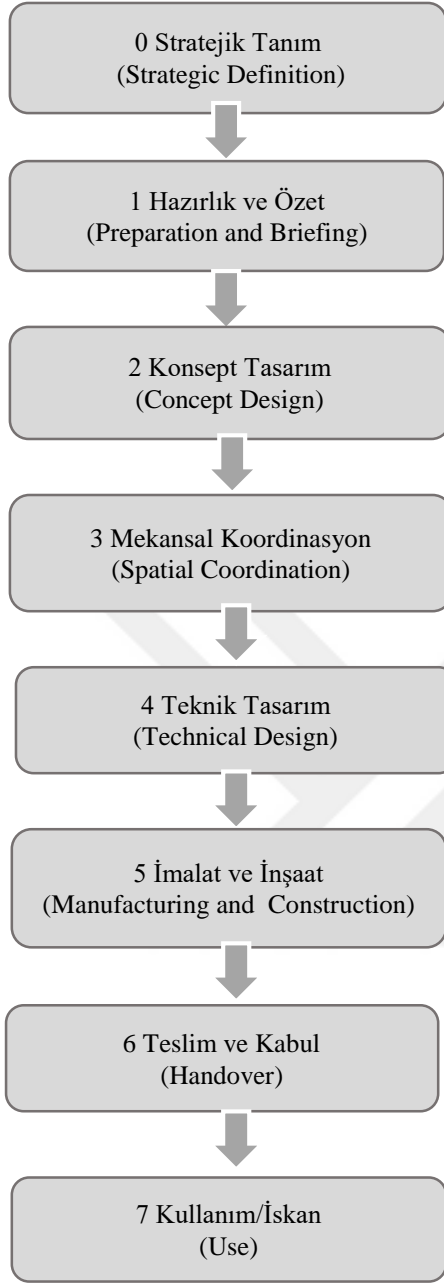 0 Stratejik Tanım
(Strategic Definition)
1 Hazırlık ve Özet
(Preparation and Briefing)
2 Konsept Tasarım
(Concept Design)
3 Mekansal Koordinasyon
(Spatial Coordination)
4 Teknik Tasarım
(Technical Design)
5 İmalat ve İnşaat
(Manufacturing and Construction)
6 Teslim ve Kabul
(Handover)
7 Kullanım/İskan
(Use)